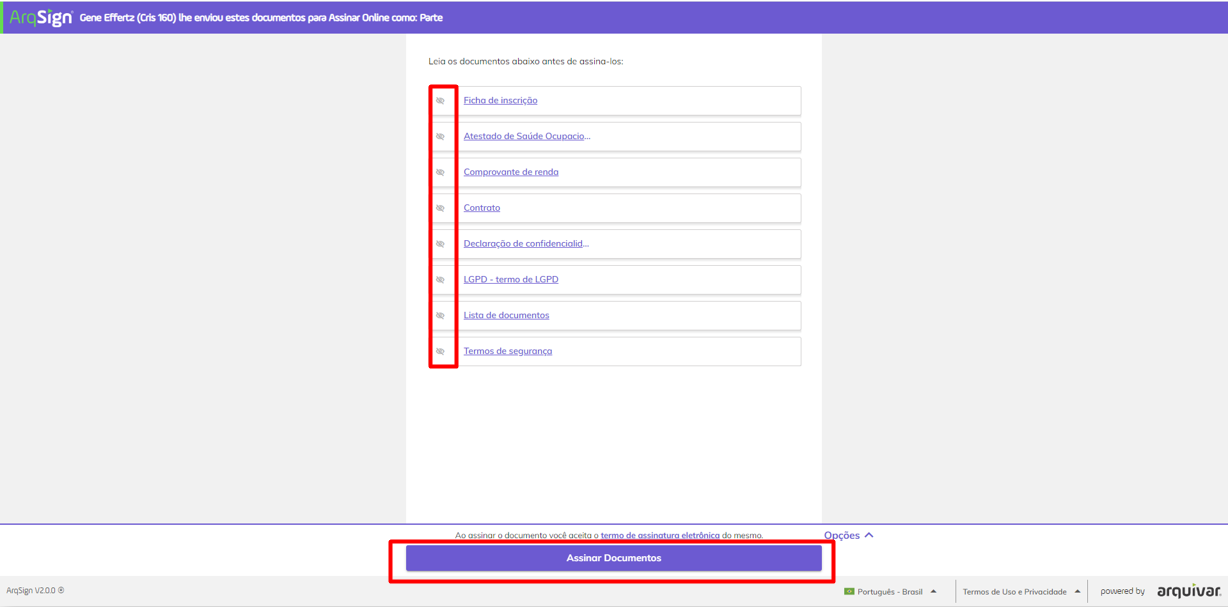 ArqSign Gene Effertz (Cris 160) lhe enviou estes documentos para Assinar Online como: Parte
Leia os documentos abaixo antes de assina-los:
Ficha de inscrição
Atestado de Saúde Ocupacio...
Comprovante de renda
Contrato
Declaração de confidencialid...
LGPD - termo de LGPD
Lista de documentos
Termos de segurança
Ao assinar o documento você aceita o termo de assinatura eletrônica do mesmo. Opções
Assinar Documentos
ArqSign V2.0.0 ® Português - Brasil Termos de Uso e Privacidade powered by arquivar.